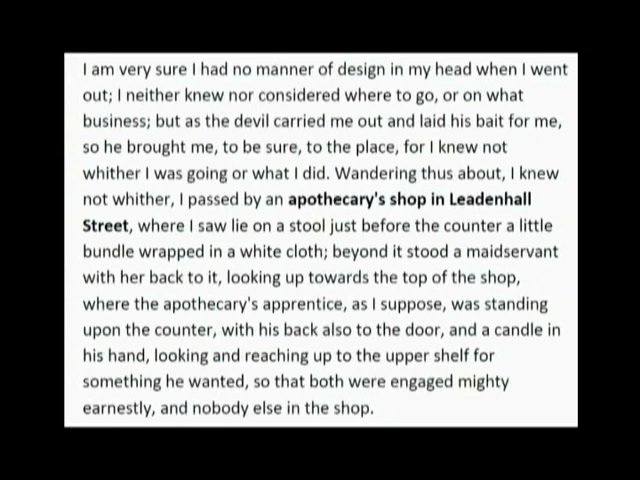 I am very sure I had no manner of design in my head when I went
out; I neither knew nor considered where to go, or on what
business; but as the devil carried me out and laid his bait for me,
so he brought me, to be sure, to the place, for I knew not
whither I was going or what I did. Wandering thus about, I knew
not whither, I passed by an apothecary's shop in Leadenhall
Street, where I saw lie on a stool just before the counter a little
bundle wrapped in a white cloth; beyond it stood a maidservant
with her back to it, looking up towards the top of the shop,
where the apothecary's apprentice, as I suppose, was standing
upon the counter, with his back also to the door, and a candle in
his hand, looking and reaching up to the upper shelf for
something he wanted, so that both were engaged mighty
earnestly, and nobody else in the shop.